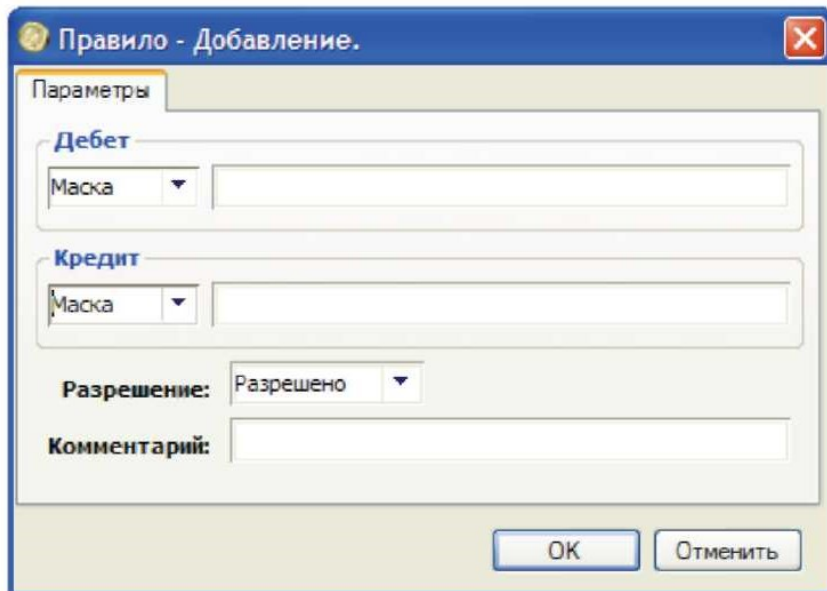 Правило - Добавление.
Параметры
Дебет
Маска
Кредит
Маска
Разрешение: Разрешено
Комментарий:
OK Отменить